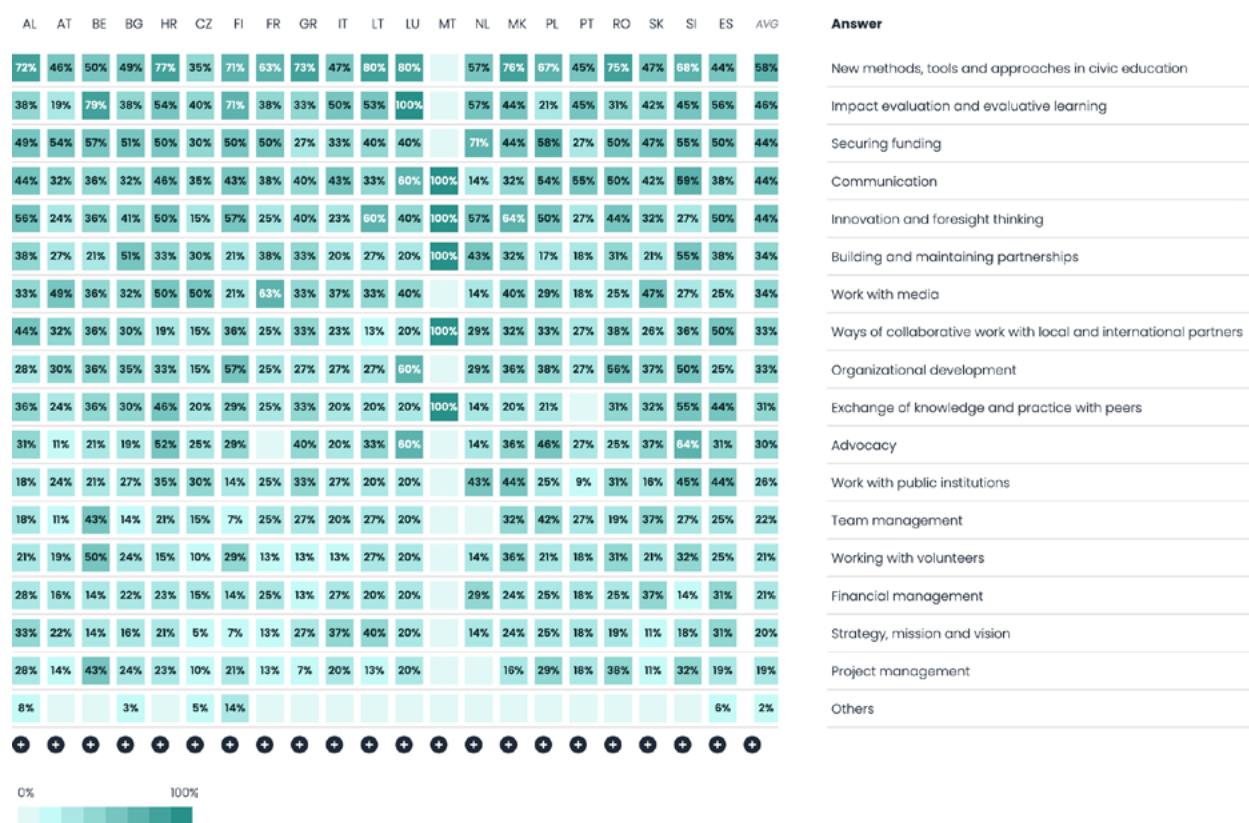 AL AT BE BG HR CZ FI FR GR IT LT LU MT NL MK PL PT RO SK SI ES AVG Answer
72% 46% 50% 49% 77% 35% 71% 63% 73% 47% 80% 80% 57% 76% 67% 45% 75% 47% 68% 44% 58% New methods, tools and approaches in civic education
38% 19% 79% 38% 54% 40% 71% 38% 33% 50% 53% 100% 57% 44% 21% 45% 31% 42% 45% 56% 46% Impact evaluation and evaluative learning
49% 54% 57% 51% 50% 30% 50% 50% 27% 33% 40% 40% 71% 44% 58% 27% 50% 47% 55% 50% 44% Securing funding
44% 32% 36% 32% 46% 35% 43% 38% 40% 43% 33% 60% 100% 14% 32% 54% 55% 50% 42% 59% 38% 44% Communication
56% 24% 36% 41% 50% 15% 57% 25% 40% 23% 60% 40% 100% 57% 64% 50% 27% 44% 32% 27% 50% 44% Innovation and foresight thinking
38% 27% 21% 51% 33% 30% 21% 38% 33% 20% 27% 20% 100% 43% 32% 17% 18% 31% 21% 55% 38% 34% Building and maintaining partnerships
33% 49% 36% 32% 50% 50% 21% 63% 33% 37% 33% 40% 14% 40% 29% 18% 25% 47% 27% 25% 34% Work with media
44% 32% 36% 30% 19% 15% 36% 25% 33% 23% 13% 20% 100% 29% 32% 33% 27% 38% 26% 36% 50% 33% Ways of collaborative work with local and international partners
28% 30% 36% 35% 33% 15% 57% 25% 27% 27% 27% 60% 29% 36% 38% 27% 56% 37% 50% 25% 33% Organizational development
36% 24% 36% 30% 46% 20% 29% 25% 33% 20% 20% 20% 100% 14% 20% 21% 31% 32% 55% 44% 31% Exchange of knowledge and practice with peers
31% 11% 21% 19% 52% 25% 29% 40% 20% 33% 60% 14% 36% 46% 27% 25% 37% 64% 31% 30% Advocacy
18% 24% 21% 27% 35% 30% 14% 25% 33% 27% 20% 20% 43% 44% 25% 9% 31% 16% 45% 44% 26% Work with public institutions
18% 11% 43% 14% 21% 15% 7% 25% 27% 20% 27% 20% 32% 42% 27% 19% 37% 27% 25% 22% Team management
21% 19% 50% 24% 15% 10% 29% 13% 13% 13% 27% 20% 14% 36% 21% 18% 31% 21% 32% 25% 21% Working with volunteers
28% 16% 14% 22% 23% 15% 14% 25% 13% 27% 20% 20% 29% 24% 25% 18% 25% 37% 14% 31% 21% Financial management
33% 22% 14% 16% 21% 5% 7% 13% 27% 37% 40% 20% 14% 24% 25% 18% 19% 11% 18% 31% 20% Strategy, mission and vision
28% 14% 43% 24% 23% 10% 21% 13% 7% 20% 13% 20% 16% 29% 18% 38% 11% 32% 19% 19% Project management
8% 3% 5% 14% 6% 2% Others
0% 100%